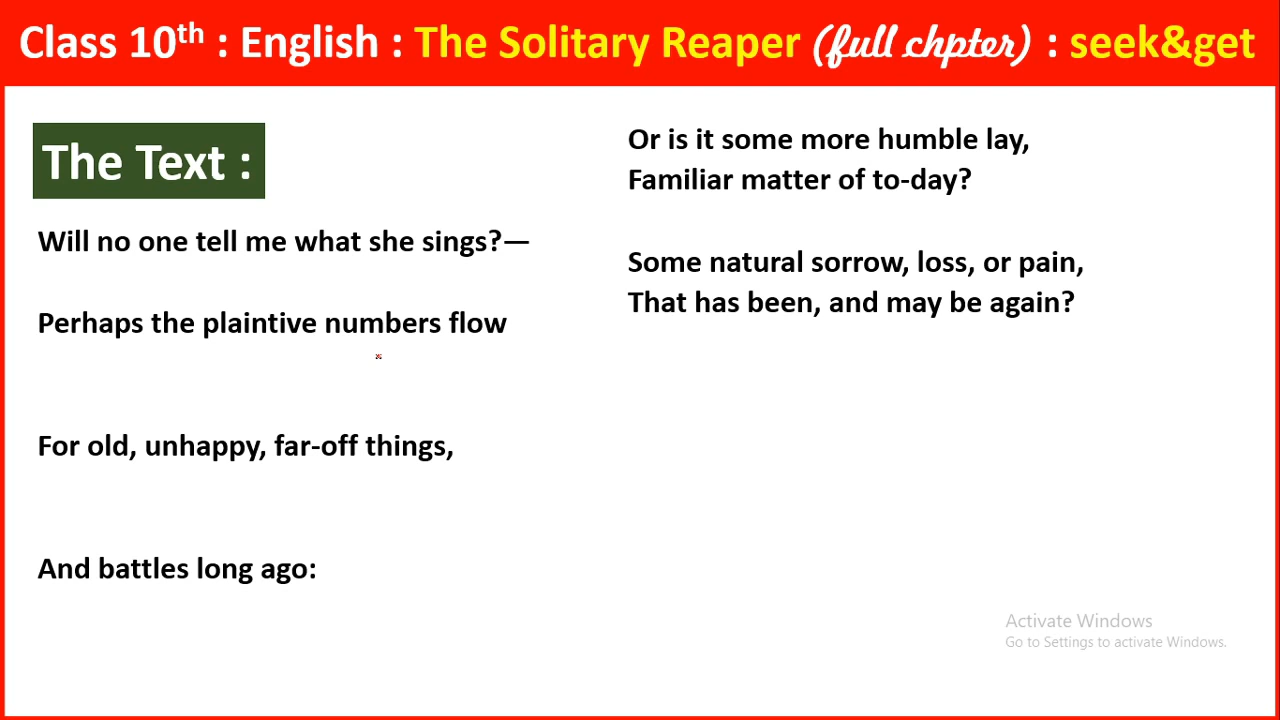 Class 10th : English : The Solitary Reaper (full chpter) : seek&get
The Text :
Will no one tell me what she sings?—
Perhaps the plaintive numbers flow
For old, unhappy, far-off things,
And battles long ago:
Or is it some more humble lay,
Familiar matter of to-day?
Some natural sorrow, loss, or pain,
That has been, and may be again?
Activate Windows
Go to Settings to activate Windows.